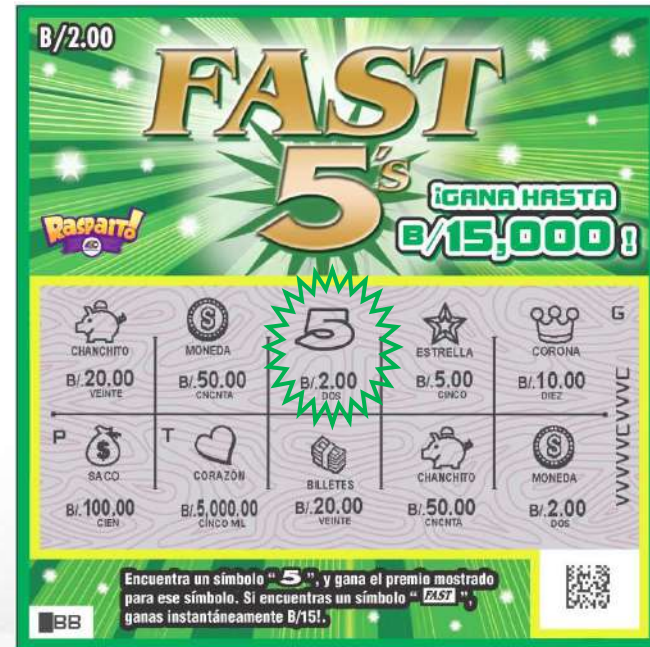 B/2.00
FAST
5's
Raspaito
¡GANA HASTA
B/15,000!
CHANCHITO MONEDA 5 ESTRELLA CORONA G
B/.20.00 B/.50.00 B/.2.00 B/.5.00 B/.10.00
VEINTE CNCNTA DOS CINCO DIEZ
P T
SACO CORAZÓN BILLETES CHANCHITO MONEDA
B/.100,00 B/.5,000,00 B/.20.00 B/.50.00 B/.2.00
CIEN CINCO MIL VEINTE CNCNTA DOS
VVVVVCVVVC
Encuentra un símbolo “ 5 ”, y gana el premio mostrado
para ese símbolo. Si encuentras un símbolo “ FAST ”,
ganas instantáneamente B/15!.
BB